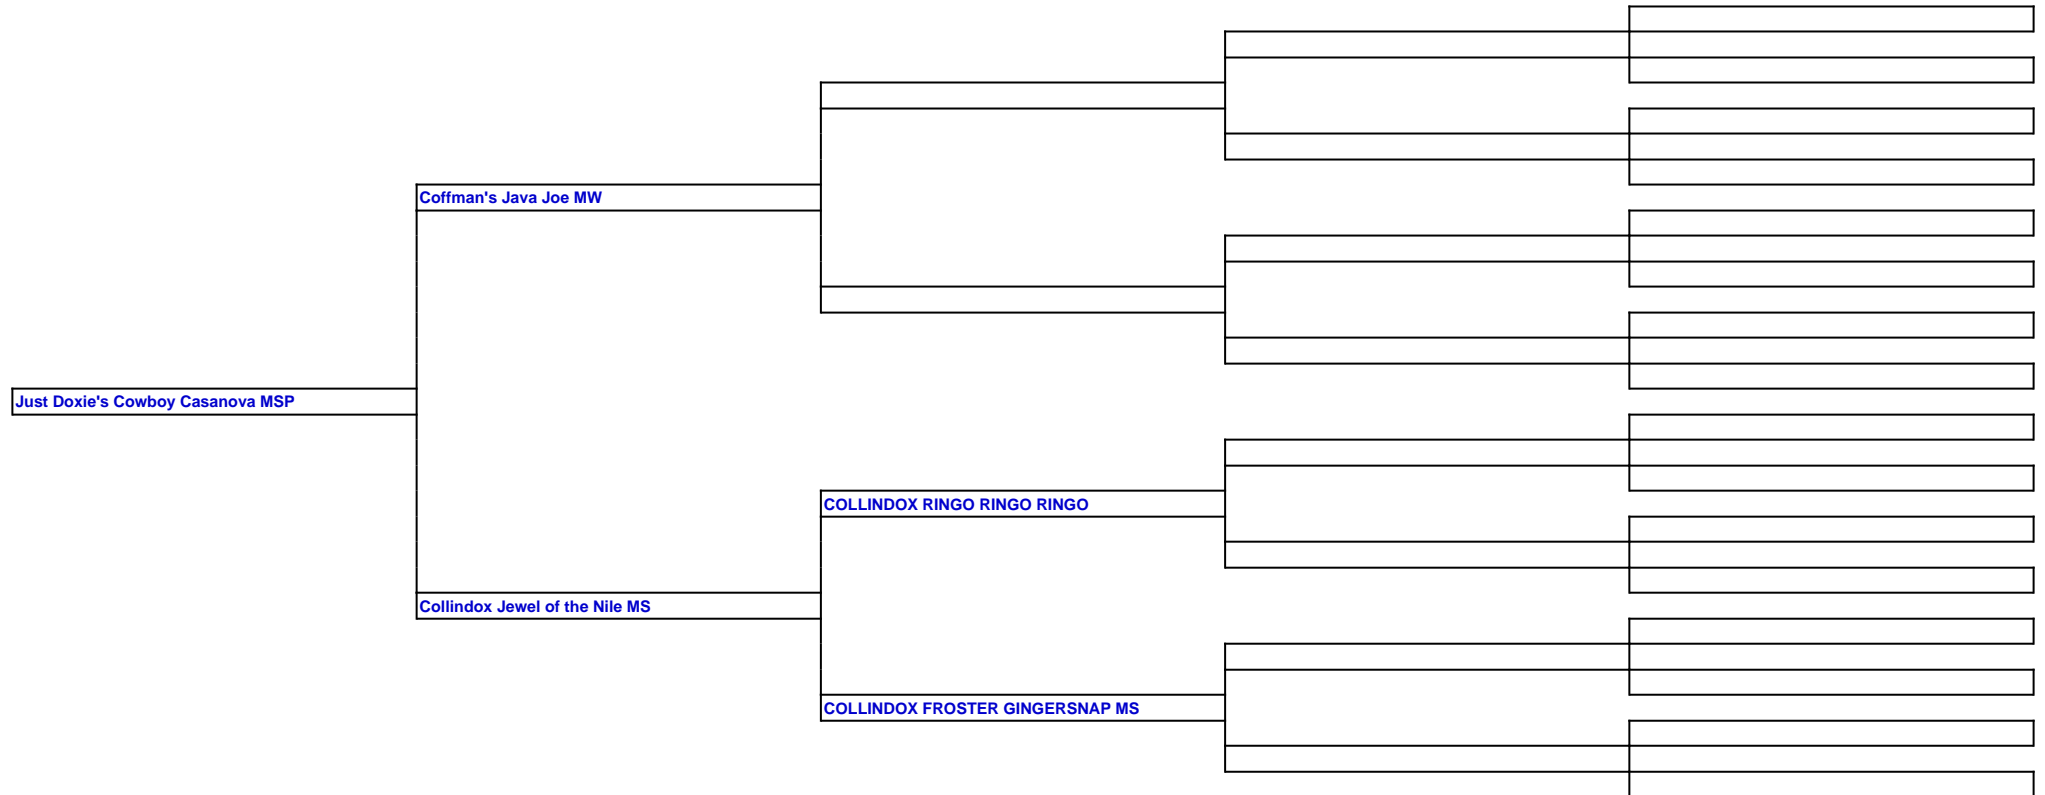 Coffman's Java Joe MW
Just Doxie's Cowboy Casanova MSP
COLLINDOX RINGO RINGO RINGO
Collindox Jewel of the Nile MS
COLLINDOX FROSTER GINGERSNAP MS